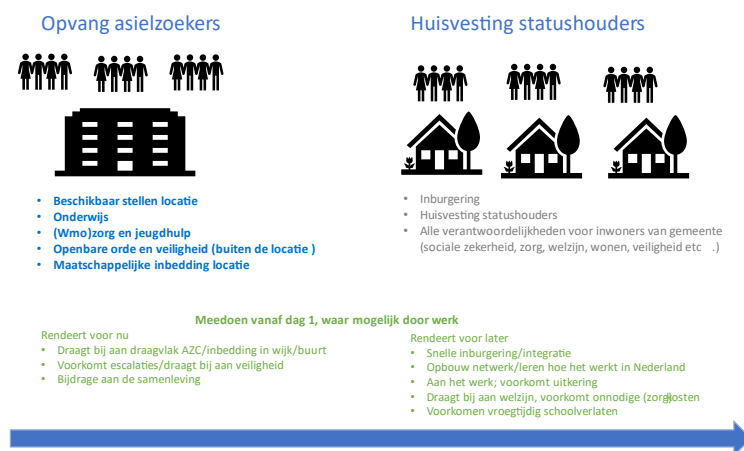 Opvang asielzoekers
• Beschikbaar stellen locatie
• Onderwijs
• (Wmo)zorg en jeugdhulp
• Openbare orde en veiligheid (buiten de locatie )
• Maatschappelijke inbedding locatie
Huisvesting statushouders
• Inburgering
• Huisvesting statushouders
• Alle verantwoordelijkheden voor inwoners van gemeente
(sociale zekerheid, zorg, welzijn, wonen, veiligheid etc .)
Meedoen vanaf dag 1, waar mogelijk door werk
Rendeert voor nu
• Draagt bij aan draagvlak AZC/inbedding in wijk/buurt
• Voorkomt escalaties/draagt bij aan veiligheid
• Bijdrage aan de samenleving
Rendeert voor later
• Snelle inburgering/integratie
• Opbouw netwerk/leren hoe het werkt in Nederland
• Aan het werk; voorkomt uitkering
• Draagt bij aan welzijn, voorkomt onnodige (zorg)kosten
• Voorkomen vroegtijdig schoolverlaten